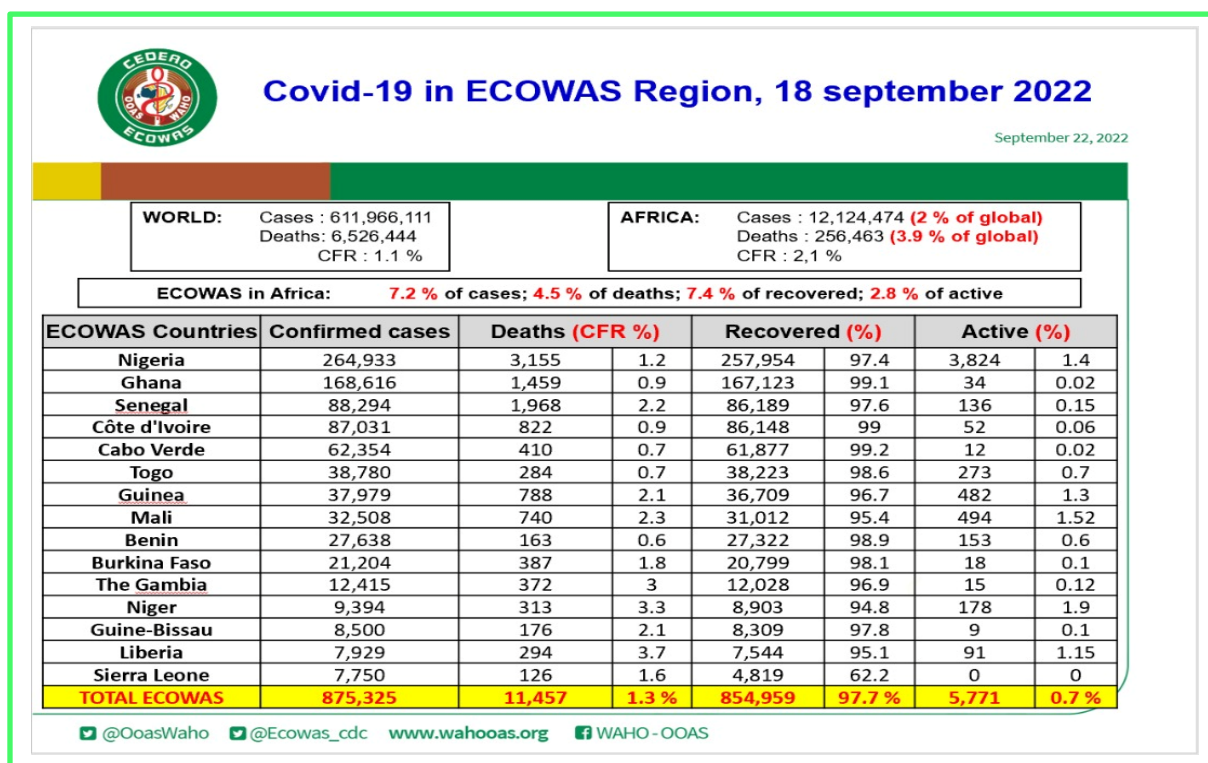 CEDEAO
OOAS WAHO
ECOWAS
Covid-19 in ECOWAS Region, 18 september 2022
September 22, 2022
WORLD: Cases : 611,966,111
Deaths: 6,526,444
CFR : 1.1 %
AFRICA: Cases : 12,124,474 (2 % of global)
Deaths : 256,463 (3.9 % of global)
CFR : 2,1 %
ECOWAS in Africa: 7.2 % of cases; 4.5 % of deaths; 7.4 % of recovered; 2.8 % of active
ECOWAS Countries Confirmed cases Deaths (CFR %) Recovered (%) Active (%)
Nigeria 264,933 3,155 1.2 257,954 97.4 3,824 1.4
Ghana 168,616 1,459 0.9 167,123 99.1 34 0.02
Senegal 88,294 1,968 2.2 86,189 97.6 136 0.15
Côte d'Ivoire 87,031 822 0.9 86,148 99 52 0.06
Cabo Verde 62,354 410 0.7 61,877 99.2 12 0.02
Togo 38,780 284 0.7 38,223 98.6 273 0.7
Guinea 37,979 788 2.1 36,709 96.7 482 1.3
Mali 32,508 740 2.3 31,012 95.4 494 1.52
Benin 27,638 163 0.6 27,322 98.9 153 0.6
Burkina Faso 21,204 387 1.8 20,799 98.1 18 0.1
The Gambia 12,415 372 3 12,028 96.9 15 0.12
Niger 9,394 313 3.3 8,903 94.8 178 1.9
Guine-Bissau 8,500 176 2.1 8,309 97.8 9 0.1
Liberia 7,929 294 3.7 7,544 95.1 91 1.15
Sierra Leone 7,750 126 1.6 4,819 62.2 0 0
TOTAL ECOWAS 875,325 11,457 1.3 % 854,959 97.7 % 5,771 0.7 %
@OoasWaho @Ecowas_cdc www.wahooas.org WAHO - OOAS